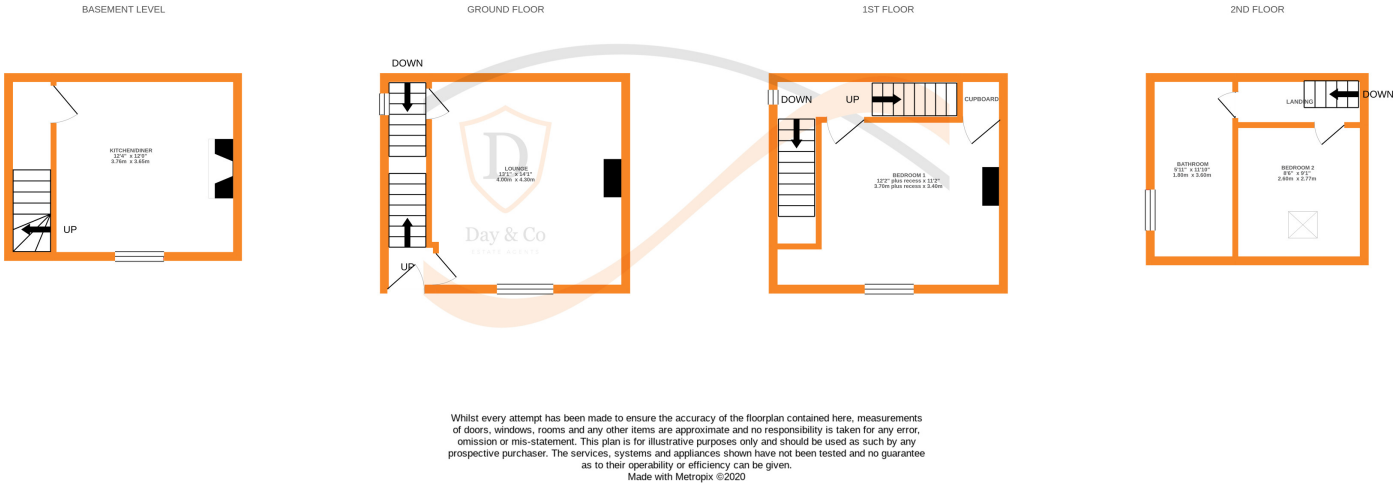 BASEMENT LEVEL
GROUND FLOOR
1ST FLOOR
2ND FLOOR
KITCHEN/DINER
12'4" x 12'0"
3.76m x 3.65m
UP
DOWN
LOUNGE
13'1" x 14'1"
4.00m x 4.30m
UP
D
Day & Co
ESTATE AGENTS
DOWN
UP
CUPBOARD
BEDROOM 1
12'2" plus recess x 11'2"
3.70m plus recess x 3.40m
LANDING
DOWN
BATHROOM
5'11" x 11'10"
1.80m x 3.60m
BEDROOM 2
8'6" x 9'1"
2.60m x 2.77m
Whilst every attempt has been made to ensure the accuracy of the floorplan contained here, measurements
of doors, windows, rooms and any other items are approximate and no responsibility is taken for any error,
omission or mis-statement. This plan is for illustrative purposes only and should be used as such by any
prospective purchaser. The services, systems and appliances shown have not been tested and no guarantee
as to their operability or efficiency can be given.
Made with Metropix ©2020